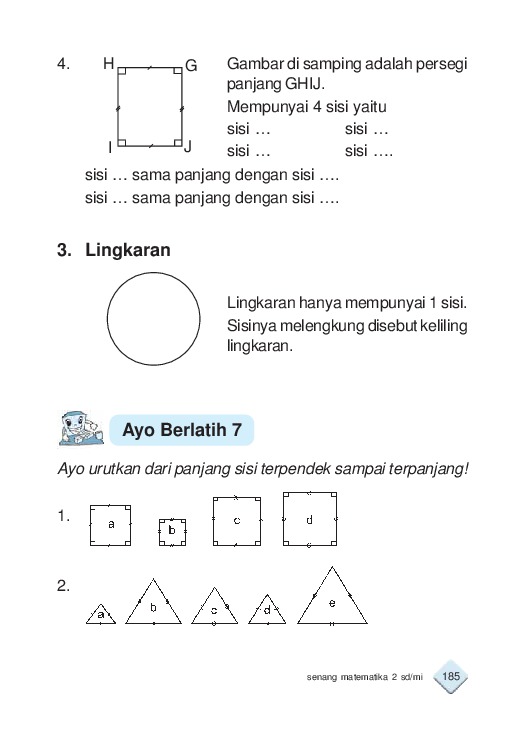 4. H G Gambar di samping adalah persegi
panjang GHIJ.
Mempunyai 4 sisi yaitu
sisi … sisi …
I J sisi … sisi ….
sisi … sama panjang dengan sisi ….
sisi … sama panjang dengan sisi ….
3. Lingkaran
Lingkaran hanya mempunyai 1 sisi.
Sisinya melengkung disebut keliling
lingkaran.
Ayo Berlatih 7
Ayo urutkan dari panjang sisi terpendek sampai terpanjang!
1. a b c d
2. a b c d e
senang matematika 2 sd/mi 185